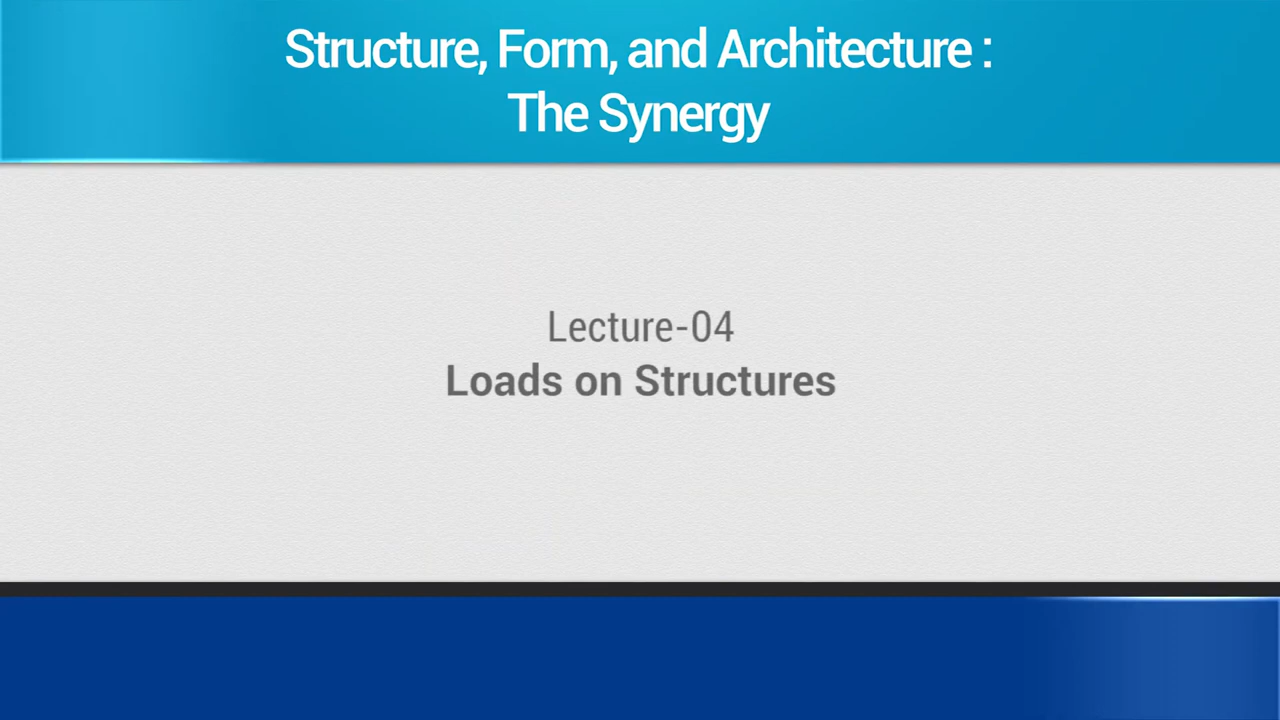 Structure, Form, and Architecture :
The Synergy
Lecture-04
Loads on Structures